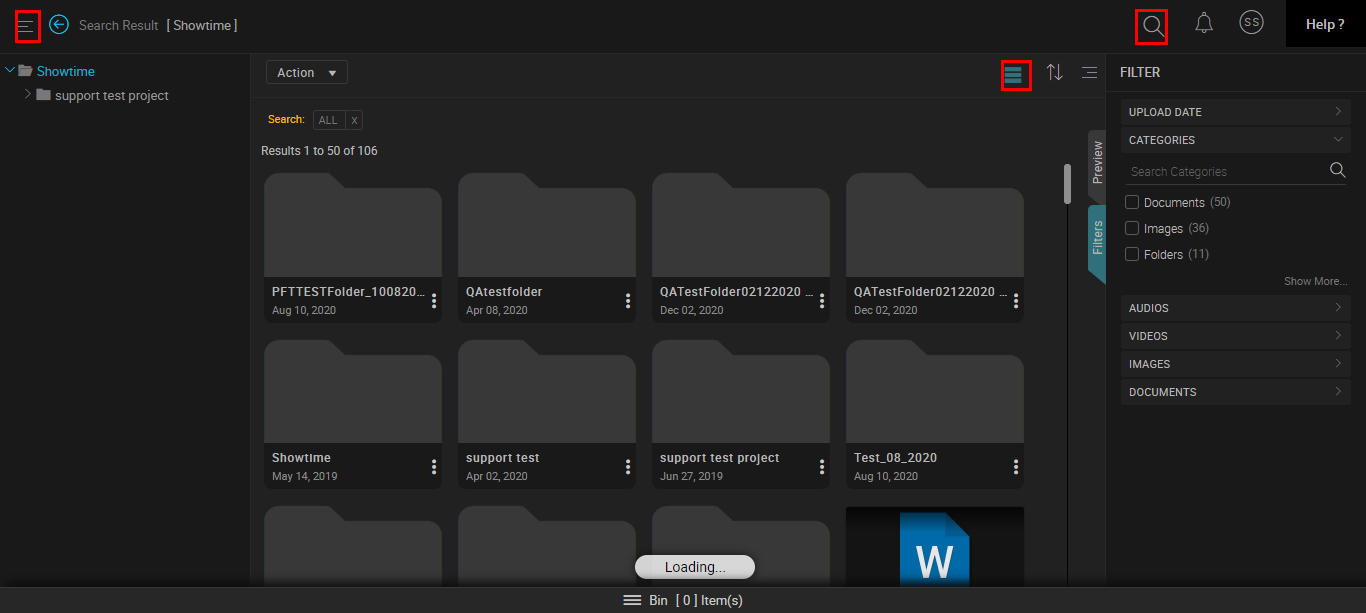 Search Result [ Showtime ]
SS
Help ?
Showtime
support test project
Action
FILTER
Search: ALL x
Results 1 to 50 of 106
Preview
Filters
UPLOAD DATE
CATEGORIES
Search Categories
Documents (50)
Images (36)
Folders (11)
Show More...
AUDIOS
VIDEOS
IMAGES
DOCUMENTS
PFTTESTFolder_100820...
Aug 10, 2020
QAtestfolder
Apr 08, 2020
QATestFolder02122020 ...
Dec 02, 2020
QATestFolder02122020 ...
Dec 02, 2020
Showtime
May 14, 2019
support test
Apr 02, 2020
support test project
Jun 27, 2019
Test_08_2020
Aug 10, 2020
W
Loading...
Bin [ 0 ] Item(s)